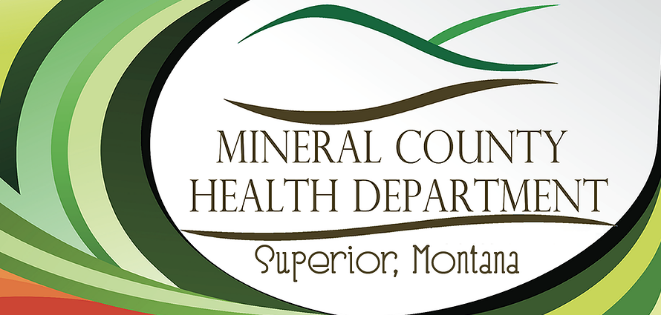 MINERAL COUNTY
HEALTH DEPARTMENT
Superior, Montana